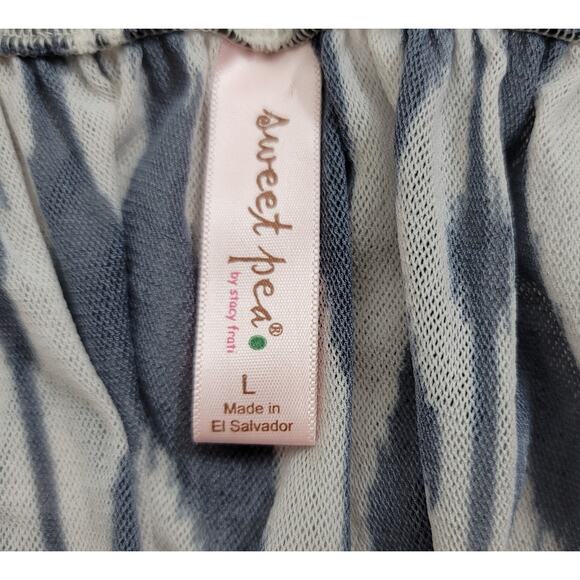 sweet pea®
by stacy frati
L
Made in
El Salvador